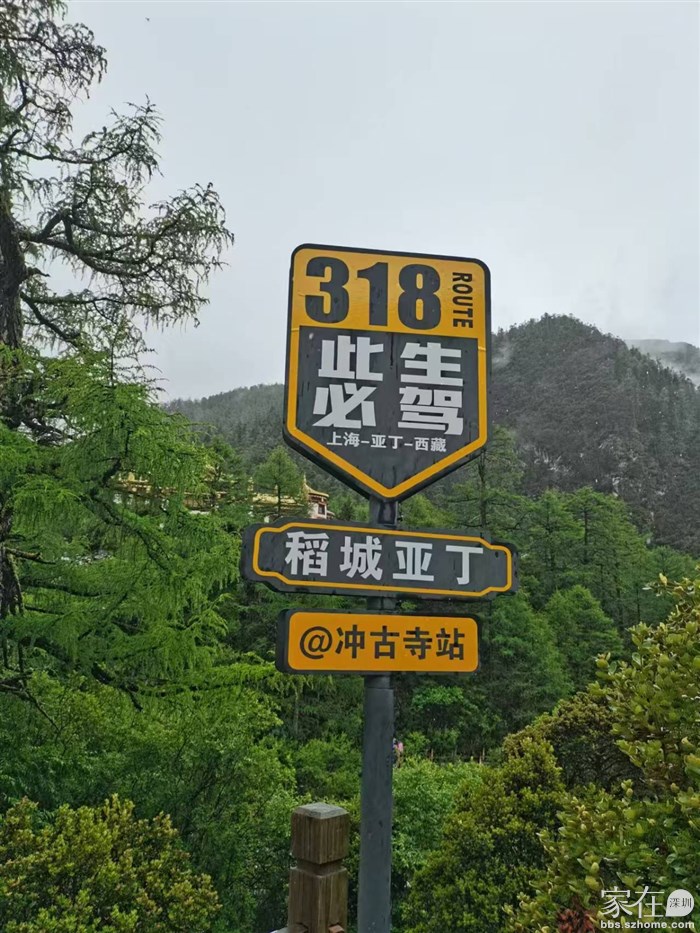 318 ROUTE
此生
必驾
上海-亚丁-西藏
稻城亚丁
@冲古寺站
家在深圳
bbs.szhome.com